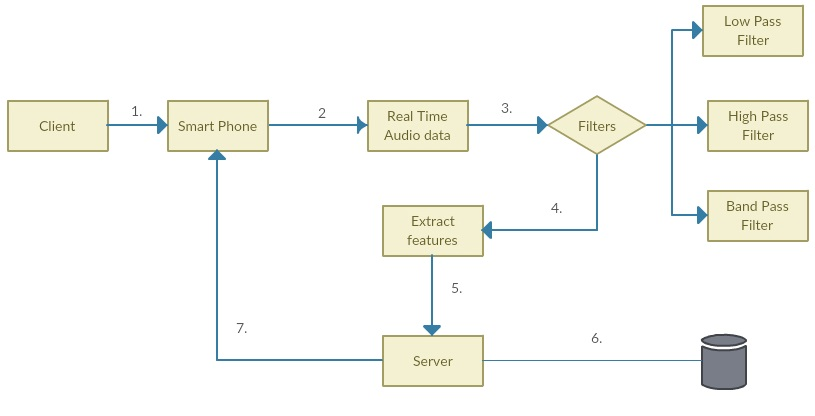 Low Pass
Filter
1.
2
3.
Client
Smart Phone
Real Time
Audio data
Filters
High Pass
Filter
4.
Extract
features
Band Pass
Filter
5.
7.
6.
Server